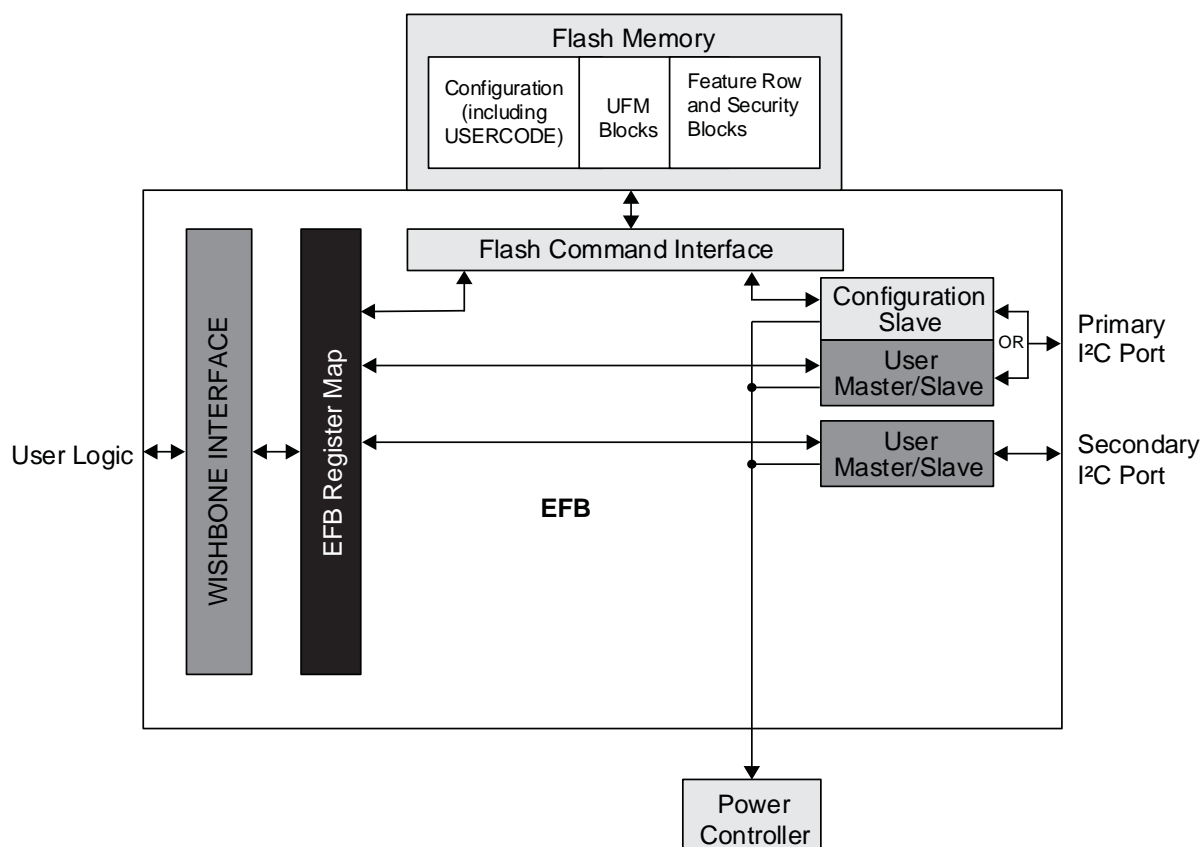 Flash Memory
Configuration
(including
USERCODE)
UFM
Blocks
Feature Row
and Security
Blocks
Flash Command Interface
WISHBONE INTERFACE
EFB Register Map
Configuration
Slave
User
Master/Slave
OR
Primary
I²C Port
User Logic
User
Master/Slave
Secondary
I²C Port
EFB
Power
Controller